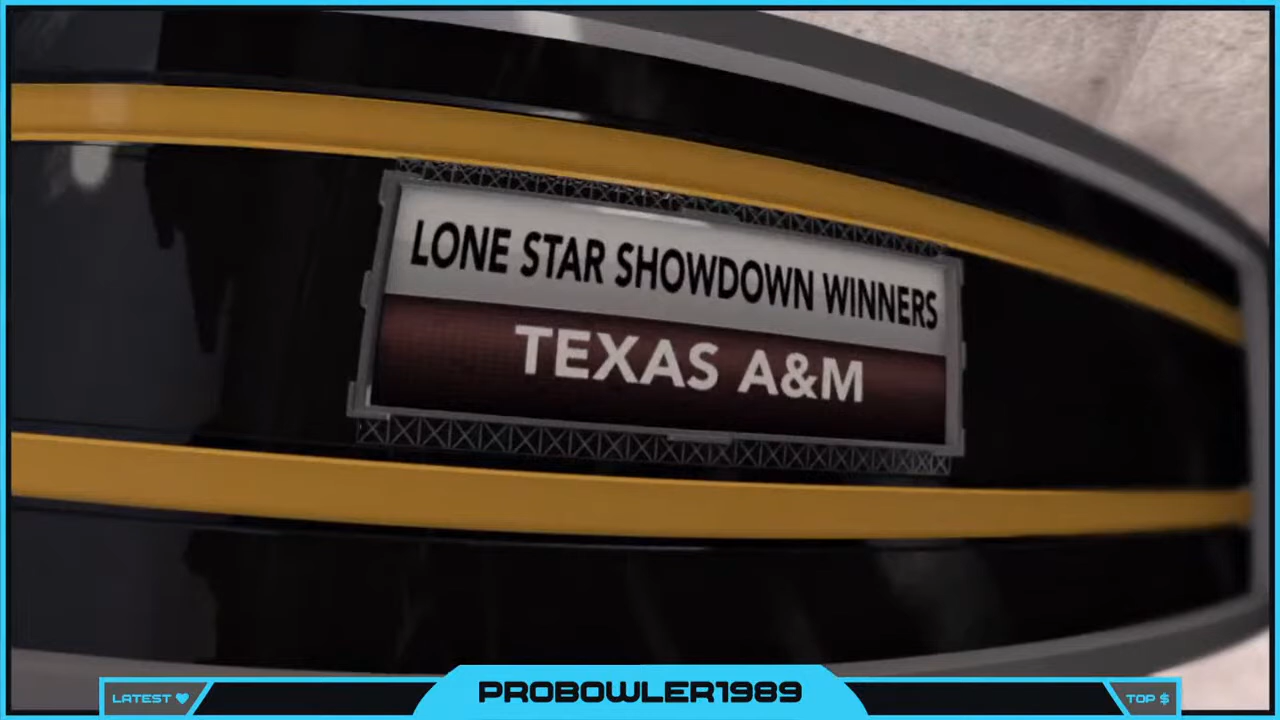 LONE STAR SHOWDOWN WINNERS
TEXAS A&M
LATEST
PROBOWLER1989
TOP $